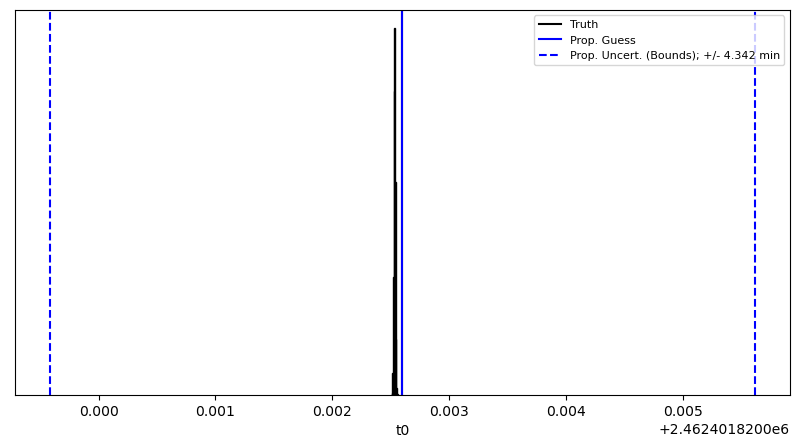 Truth
Prop. Guess
Prop. Uncert. (Bounds); +/- 4.342 min
0.000 0.001 0.002 0.003 0.004 0.005
t0
+2.4624018200e6